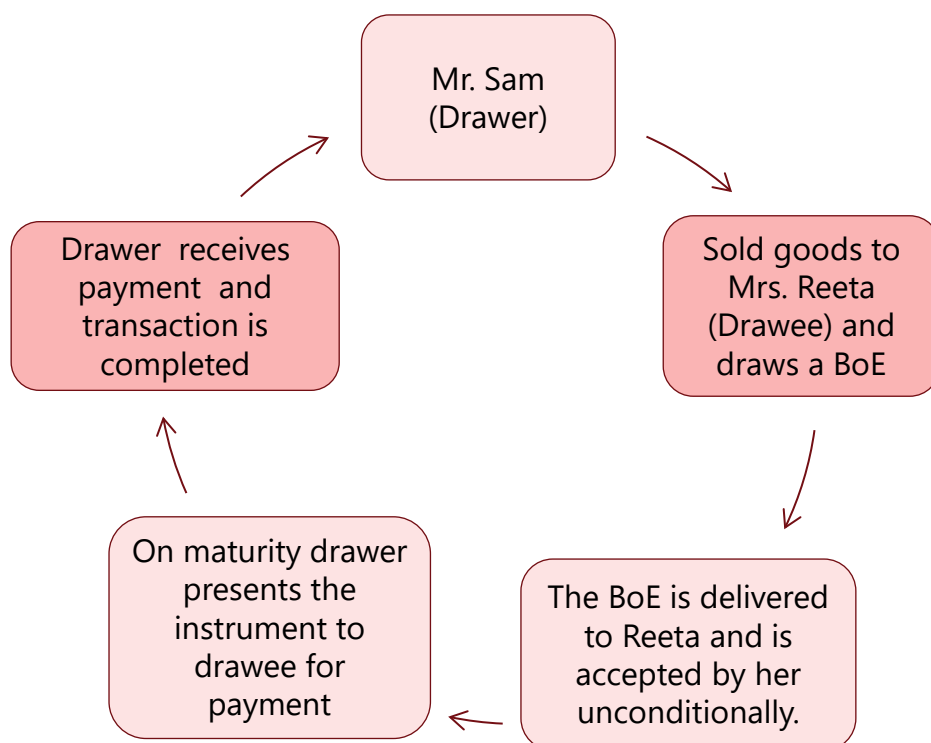 Mr. Sam
(Drawer)
Sold goods to
Mrs. Reeta
(Drawee) and
draws a BoE
The BoE is delivered
to Reeta and is
accepted by her
unconditionally.
On maturity drawer
presents the
instrument to
drawee for
payment
Drawer receives
payment and
transaction is
completed